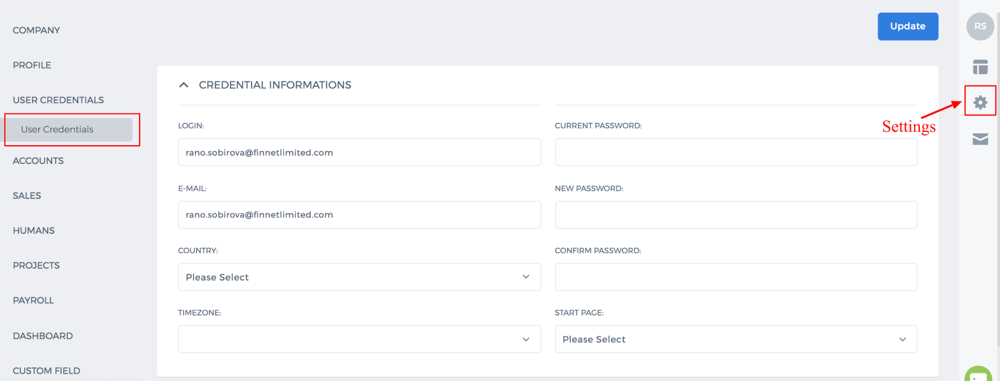 COMPANY
PROFILE
USER CREDENTIALS
User Credentials
ACCOUNTS
SALES
HUMANS
PROJECTS
PAYROLL
DASHBOARD
CUSTOM FIELD
Update
CREDENTIAL INFORMATIONS
LOGIN:
rano.sobirova@finnetlimited.com
E-MAIL:
rano.sobirova@finnetlimited.com
COUNTRY:
Please Select
TIMEZONE:
CURRENT PASSWORD:
NEW PASSWORD:
CONFIRM PASSWORD:
START PAGE:
Please Select
Settings
RS